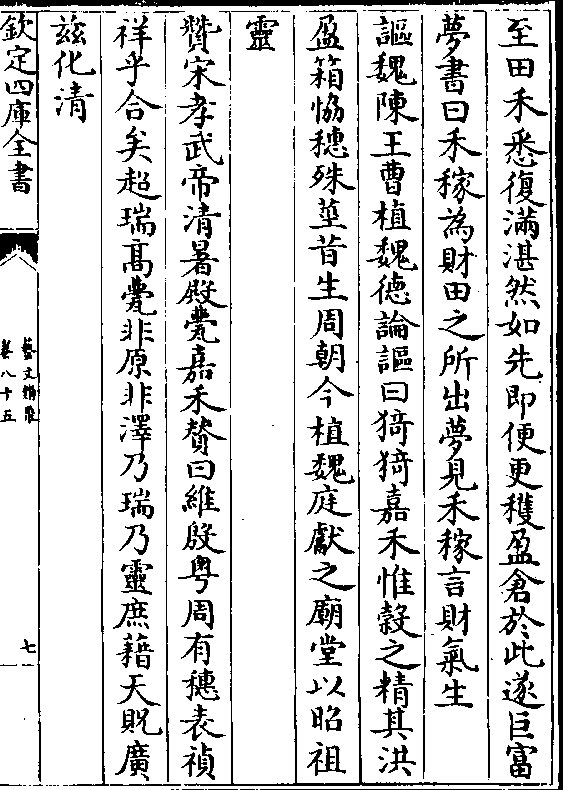 至田禾悉復滿湛然如先即便更穫盈倉於此遂巨富
夢書曰禾稼為財田之所出夢見禾稼言財氣生
謳魏陳王曹植魏德論謳曰猗猗嘉禾惟穀之精其洪
盈箱恊穗殊莖昔生周朝今植魏庭獻之廟堂以昭祖
靈
贊宋孝武帝清暑殿甍嘉禾贊曰維殷粤周有穗表禎
祥乎合矣超瑞高甍非原非澤乃瑞乃靈庶藉天貺廣
茲化清
欽定四庫全書
藝文類聚
卷八十五
七